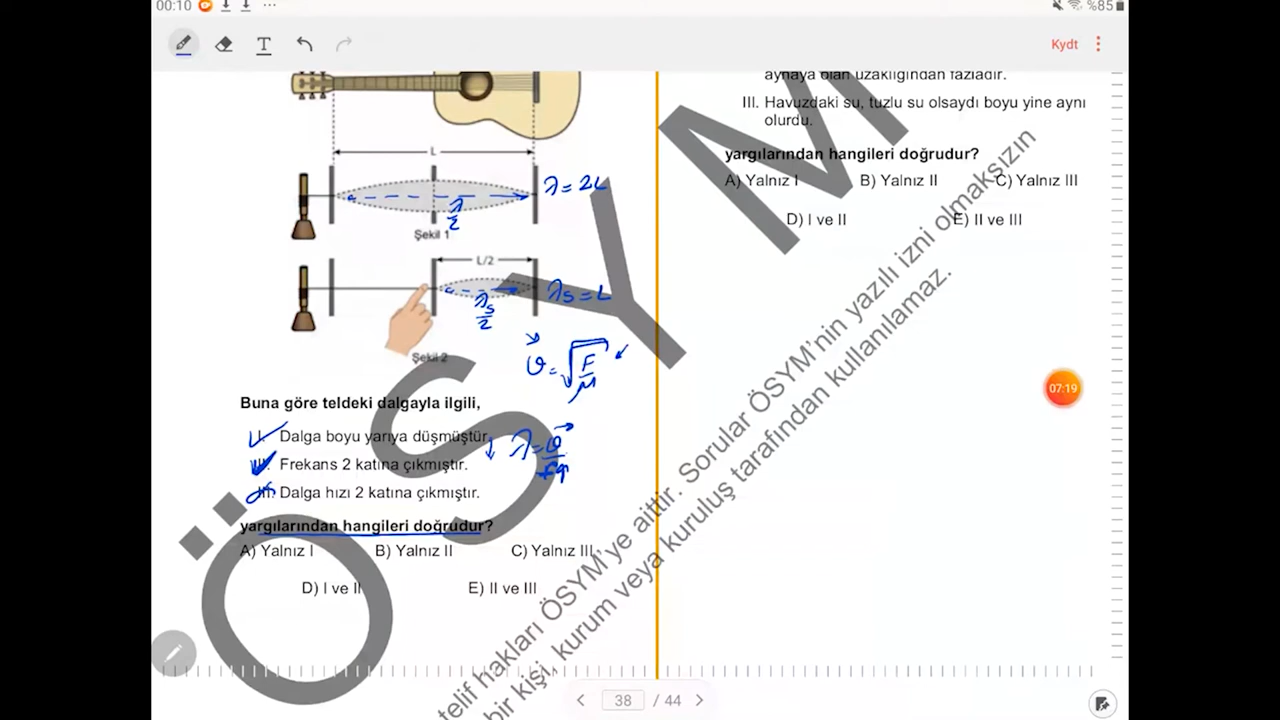 00:10
%85
Kydt
L
λ = 2L
λ/2
Şekil 1
L/2
λs = L
λs/2
Şekil 2
υ = √F/μ
Buna göre teldeki dalgayla ilgili,
I. Dalga boyu yarıya düşmüştür.
λ = υ/f
II. Frekans 2 katına çıkmıştır.
III. Dalga hızı 2 katına çıkmıştır.
yargılarından hangileri doğrudur?
A) Yalnız I B) Yalnız II C) Yalnız III
D) I ve II E) II ve III
aynaya olan uzaklığından fazladır.
III. Havuzdaki su, tuzlu su olsaydı boyu yine aynı
olurdu.
yargılarından hangileri doğrudur?
A) Yalnız I B) Yalnız II C) Yalnız III
D) I ve II E) II ve III
07:19
ÖSYM
telif hakları ÖSYM'ye aittir. Sorular ÖSYM'nin yazılı izni olmaksızın
bir kişi, kurum veya kuruluş tarafından kullanılamaz.
38 / 44